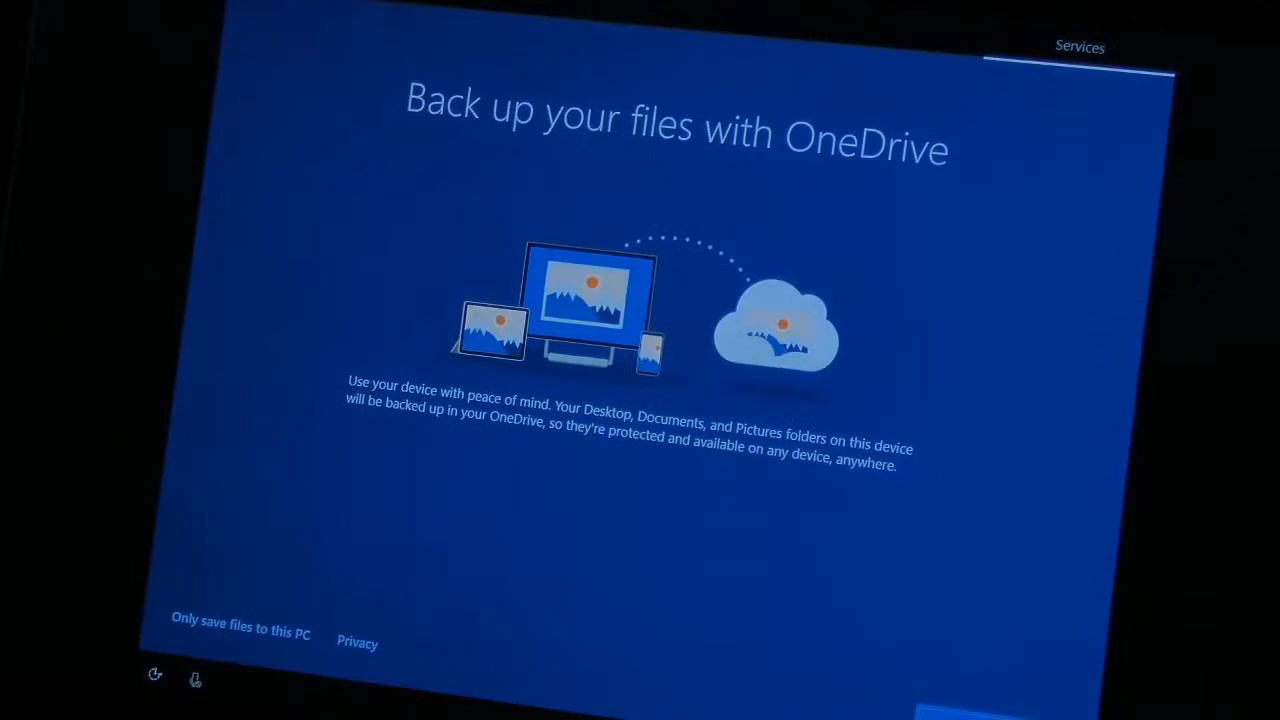 Services
Back up your files with OneDrive
Use your device with peace of mind. Your Desktop, Documents, and Pictures folders on this device
will be backed up in your OneDrive, so they're protected and available on any device, anywhere.
Only save files to this PC
Privacy